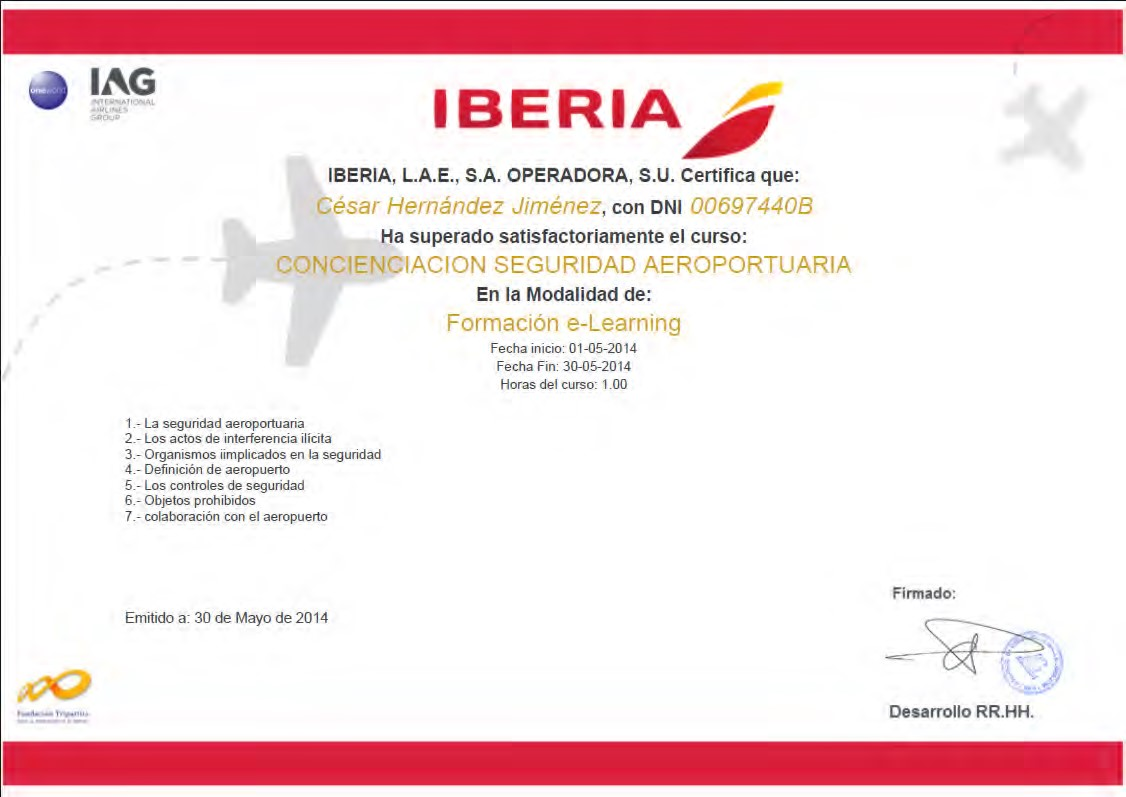 oneworld
IAG
INTERNATIONAL
AIRLINES
GROUP
IBERIA
IBERIA, L.A.E., S.A. OPERADORA, S.U. Certifica que:
César Hernández Jiménez, con DNI 00697440B
Ha superado satisfactoriamente el curso:
CONCIENCIACION SEGURIDAD AEROPORTUARIA
En la Modalidad de:
Formación e-Learning
Fecha inicio: 01-05-2014
Fecha Fin: 30-05-2014
Horas del curso: 1.00
1.- La seguridad aeroportuaria
2.- Los actos de interferencia ilícita
3.- Organismos iimplicados en la seguridad
4.- Definición de aeropuerto
5.- Los controles de seguridad
6.- Objetos prohibidos
7.- colaboración con el aeropuerto
Emitido a: 30 de Mayo de 2014
Firmado:
Desarrollo RR.HH.
Fundación Tripartita